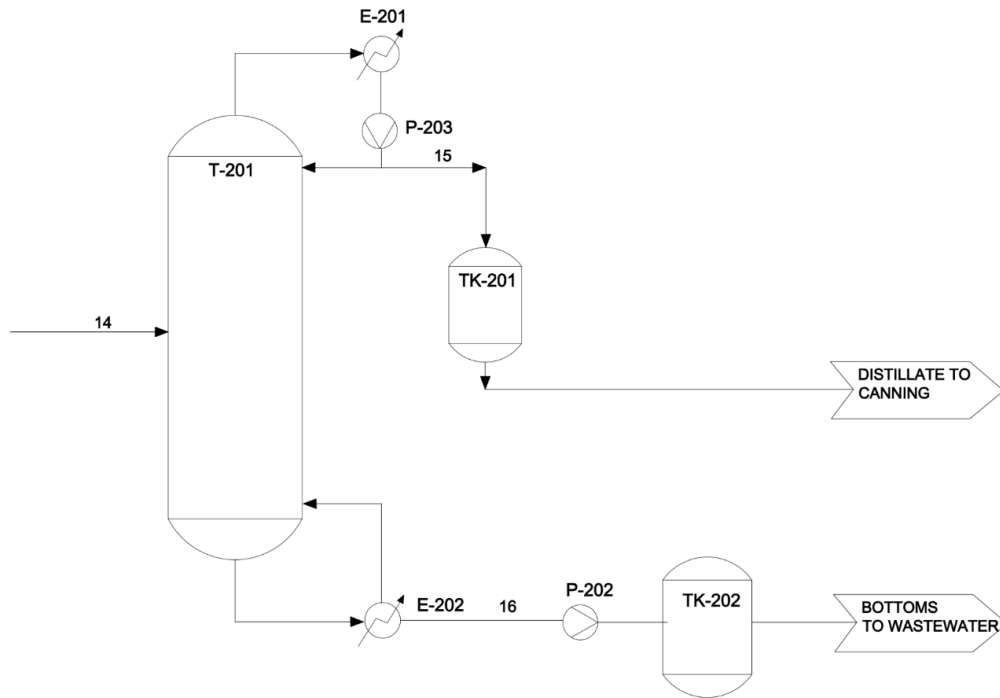 E-201
P-203
15
T-201
TK-201
14
DISTILLATE TO
CANNING
E-202
16
P-202
TK-202
BOTTOMS
TO WASTEWATER